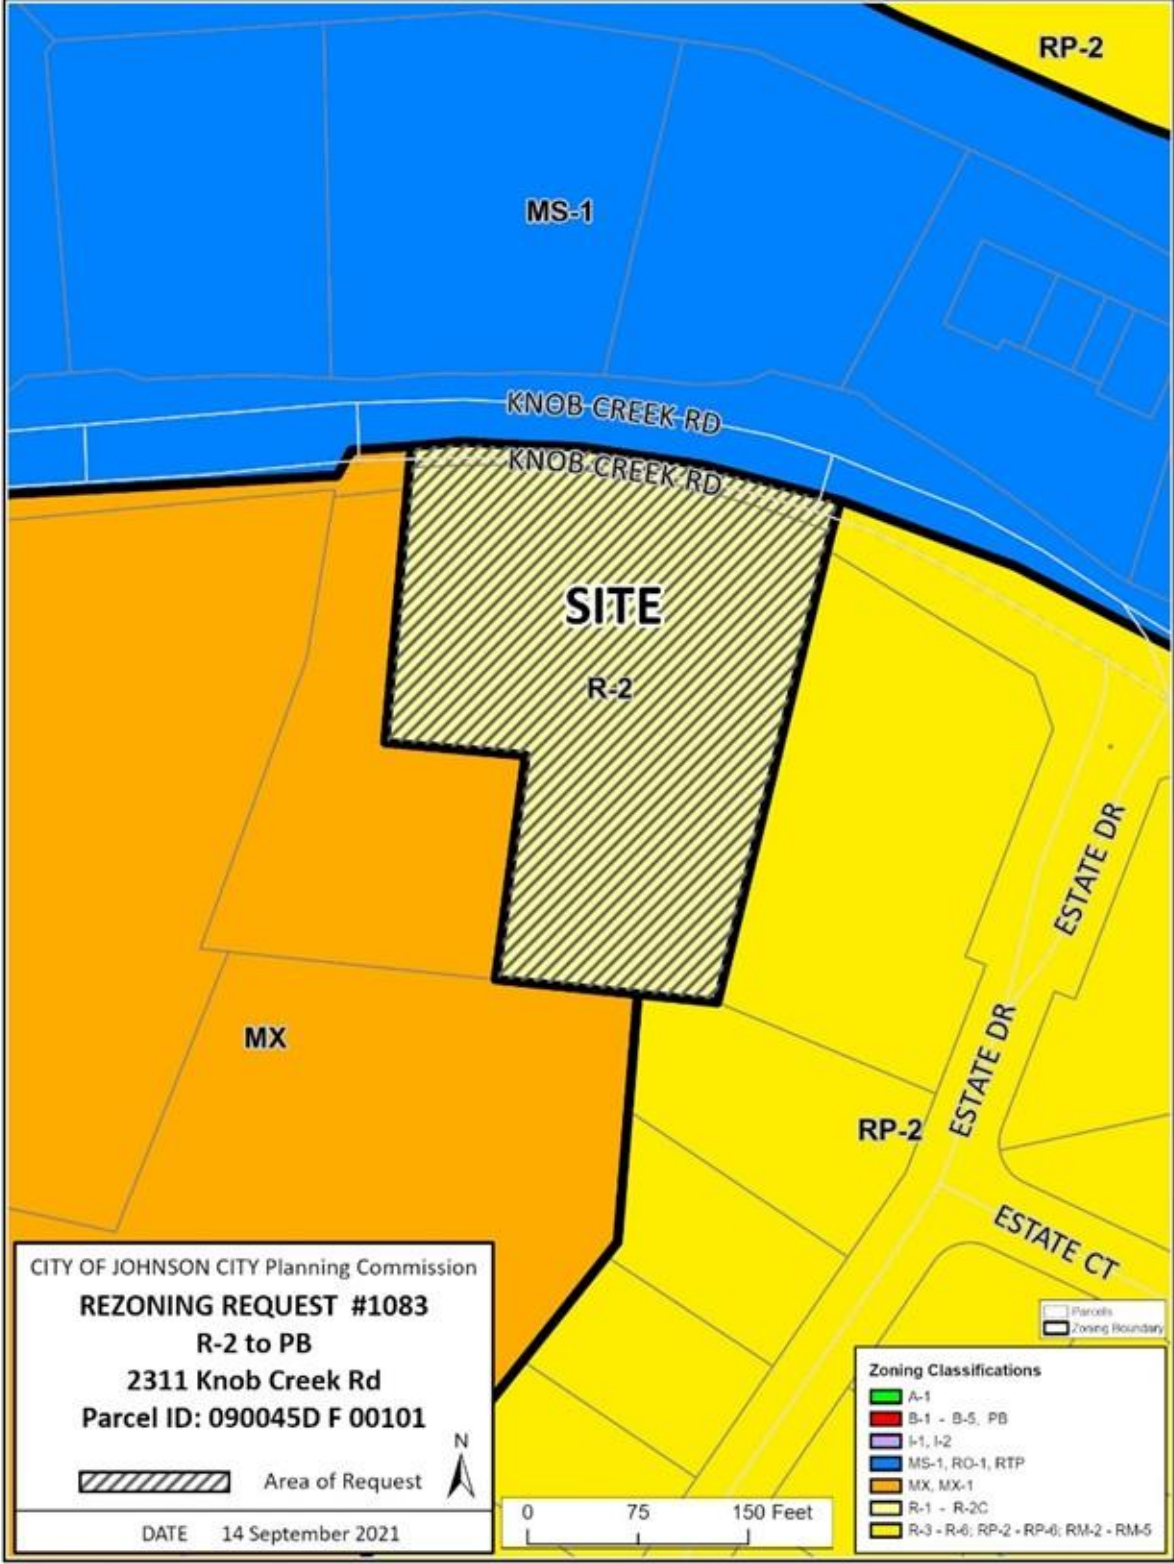 RP-2
MS-1
KNOB CREEK RD
KNOB CREEK RD
SITE
R-2
ESTATE DR
MX
ESTATE DR
RP-2
ESTATE CT
CITY OF JOHNSON CITY Planning Commission
REZONING REQUEST #1083
R-2 to PB
2311 Knob Creek Rd
Parcel ID: 090045D F 00101
N
Area of Request
DATE 14 September 2021
0 75 150 Feet
Parcels
Zoning Boundary
Zoning Classifications
A-1
B-1 - B-5, PB
I-1, I-2
MS-1, RO-1, RTP
MX, MX-1
R-1 - R-2C
R-3 - R-6; RP-2 - RP-6; RM-2 - RM-5